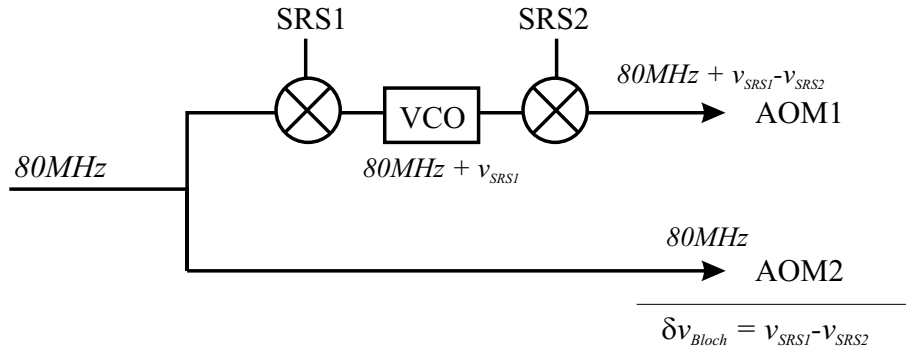 SRS1 SRS2
80MHz + ν_SRS1-ν_SRS2
VCO AOM1
80MHz 80MHz + ν_SRS1
80MHz
AOM2
δν_Bloch = ν_SRS1-ν_SRS2